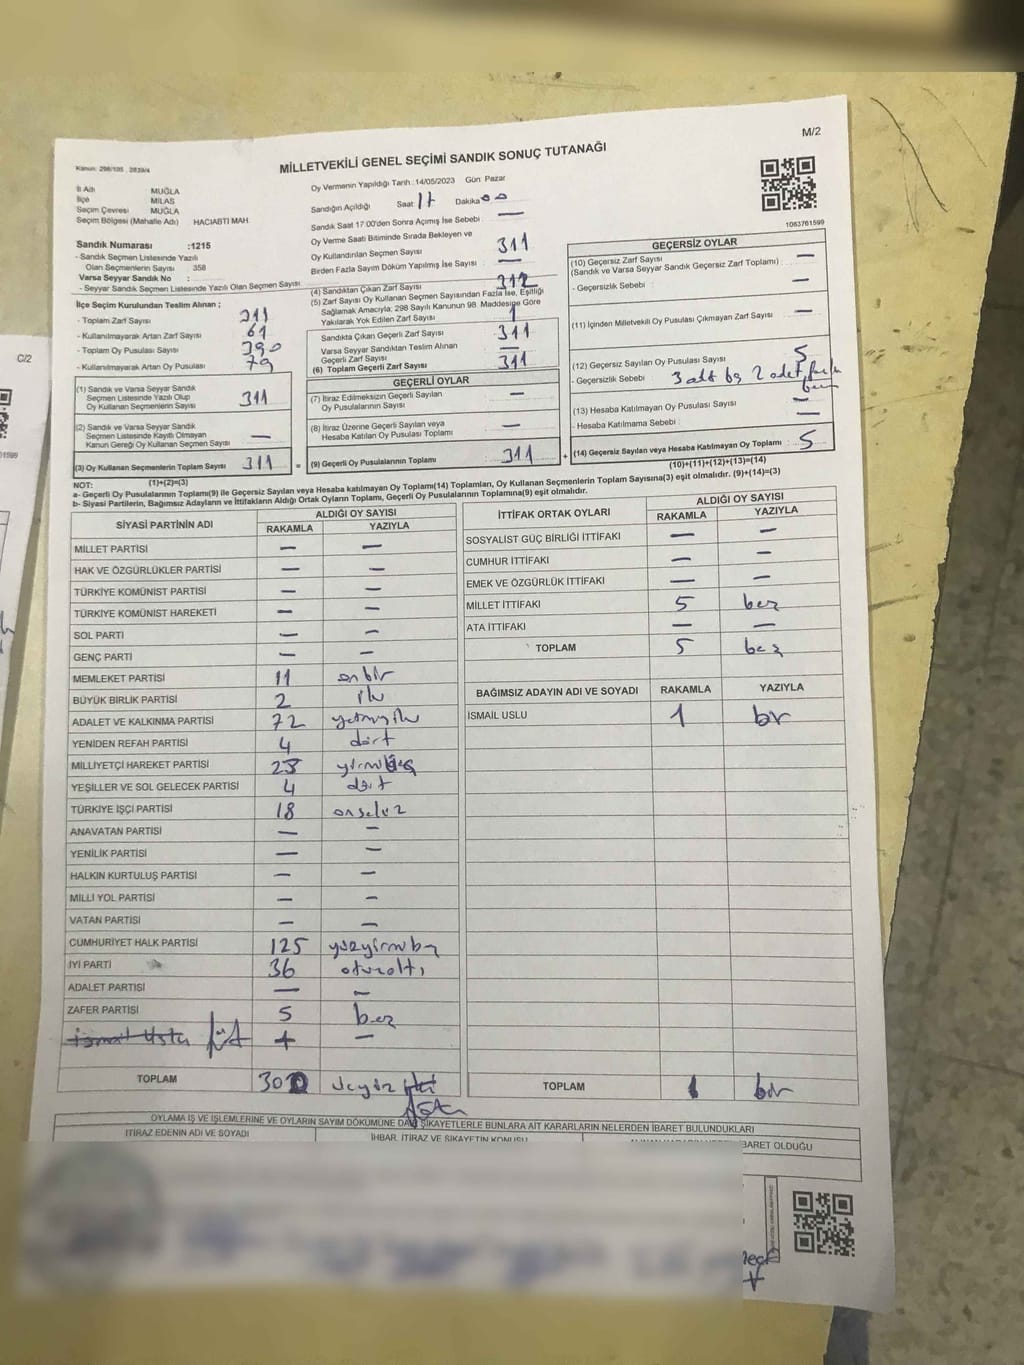 M/2
MİLLETVEKİLİ GENEL SEÇİMİ SANDIK SONUÇ TUTANAĞI
Kanun: 298/105 , 2839/4
İl Adı MUĞLA
İlçe MİLAS
Seçim Çevresi MUĞLA
Seçim Bölgesi (Mahalle Adı) HACIABTİ MAH
Sandık Numarası :1215
- Sandık Seçmen Listesinde Yazılı
Olan Seçmenlerin Sayısı 358
Varsa Seyyar Sandık No :
- Seyyar Sandık Seçmen Listesinde Yazılı Olan Seçmen Sayısı
Oy Vermenin Yapıldığı Tarih :14/05/2023 Gün Pazar
Sandığın Açıldığı Saat 17 Dakika 00
Sandık Saat 17.00'den Sonra Açılmış İse Sebebi : —
Oy Verme Saati Bitiminde Sırada Bekleyen ve
Oy Kullandırılan Seçmen Sayısı 311
Birden Fazla Sayım Döküm Yapılmış İse Sayısı —
(4) Sandıktan Çıkan Zarf Sayısı 312
(5) Zarf Sayısı Oy Kullanan Seçmen Sayısından Fazla İse, Eşitliği
Sağlamak Amacıyla, 298 Sayılı Kanunun 98. Maddesine Göre
Yakılarak Yok Edilen Zarf Sayısı 1
Sandıkta Çıkan Geçerli Zarf Sayısı 311
Varsa Seyyar Sandıktan Teslim Alınan
Geçerli Zarf Sayısı —
(6) Toplam Geçerli Zarf Sayısı 311
1063761599
GEÇERSİZ OYLAR
(10) Geçersiz Zarf Sayısı
(Sandık ve Varsa Seyyar Sandık Geçersiz Zarf Toplamı) : —
- Geçersizlik Sebebi : —
(11) İçinden Milletvekili Oy Pusulası Çıkmayan Zarf Sayısı : —
(12) Geçersiz Sayılan Oy Pusulası Sayısı 5
- Geçersizlik Sebebi : 3 adt bş 2 adet
(13) Hesaba Katılmayan Oy Pusulası Sayısı : —
- Hesaba Katılmama Sebebi : —
(14) Geçersiz Sayılan veya Hesaba Katılmayan Oy Toplamı : 5
(10)+(11)+(12)+(13)=(14)
İlçe Seçim Kurulundan Teslim Alınan ;
- Toplam Zarf Sayısı
- Kullanılmayarak Artan Zarf Sayısı : 61
- Toplam Oy Pusulası Sayısı : 390
- Kullanılmayarak Artan Oy Pusulası : 79
(1) Sandık ve Varsa Seyyar Sandık
Seçmen Listesinde Yazılı Olup
Oy Kullanan Seçmenlerin Sayısı 311
(2) Sandık ve Varsa Seyyar Sandık
Seçmen Listesinde Kayıtlı Olmayan
Kanun Gereği Oy Kullanan Seçmen Sayısı —
(3) Oy Kullanan Seçmenlerin Toplam Sayısı 311 =
(1)+(2)=(3)
GEÇERLİ OYLAR
(7) İtiraz Edilmeksizin Geçerli Sayılan
Oy Pusulalarının Sayısı : —
(8) İtiraz Üzerine Geçerli Sayılan veya
Hesaba Katılan Oy Pusulası Toplamı : —
(9) Geçerli Oy Pusulalarının Toplamı : 311 +
NOT:
a- Geçerli Oy Pusulalarının Toplamı(9) ile Geçersiz Sayılan veya Hesaba katılmayan Oy Toplamı(14) Toplamları, Oy Kullanan Seçmenlerin Toplam Sayısına(3) eşit olmalıdır. (9)+(14)=(3)
b- Siyasi Partilerin, Bağımsız Adayların ve İttifakların Aldığı Ortak Oyların Toplamı, Geçerli Oy Pusulalarının Toplamına(9) eşit olmalıdır.
SİYASİ PARTİNİN ADI ALDIĞI OY SAYISI
RAKAMLA YAZIYLA
MİLLET PARTİSİ — —
HAK VE ÖZGÜRLÜKLER PARTİSİ — —
TÜRKİYE KOMÜNİST PARTİSİ — —
TÜRKİYE KOMÜNİST HAREKETİ — —
SOL PARTİ — —
GENÇ PARTİ — —
MEMLEKET PARTİSİ 11 onbir
BÜYÜK BİRLİK PARTİSİ 2 iki
ADALET VE KALKINMA PARTİSİ 72 yetmişiki
YENİDEN REFAH PARTİSİ 4 dört
MİLLİYETÇİ HAREKET PARTİSİ
YEŞİLLER VE SOL GELECEK PARTİSİ 4 dört
TÜRKİYE İŞÇİ PARTİSİ 18 onsekiz
ANAVATAN PARTİSİ — —
YENİLİK PARTİSİ — —
HALKIN KURTULUŞ PARTİSİ — —
MİLLİ YOL PARTİSİ — —
VATAN PARTİSİ — —
CUMHURİYET HALK PARTİSİ 125 yüzyirmibeş
İYİ PARTİ 36 otuzaltı
ADALET PARTİSİ — —
ZAFER PARTİSİ 5 beş
TOPLAM
İTTİFAK ORTAK OYLARI ALDIĞI OY SAYISI
RAKAMLA YAZIYLA
SOSYALİST GÜÇ BİRLİĞİ İTTİFAKI — —
CUMHUR İTTİFAKI — —
EMEK VE ÖZGÜRLÜK İTTİFAKI — —
MİLLET İTTİFAKI 5 beş
ATA İTTİFAKI — —
TOPLAM 5 beş
BAĞIMSIZ ADAYIN ADI VE SOYADI RAKAMLA YAZIYLA
İSMAİL USLU 1 bir
TOPLAM 1 bir
OYLAMA İŞ VE İŞLEMLERİNE VE OYLARIN SAYIM DÖKÜMÜNE DAİR ŞİKAYETLERLE BUNLARA AİT KARARLARIN NELERDEN İBARET BULUNDUKLARI
İTİRAZ EDENİN ADI VE SOYADI İHBAR, İTİRAZ VE ŞİKAYETİN KONUSU İBARET OLDUĞU
C/2